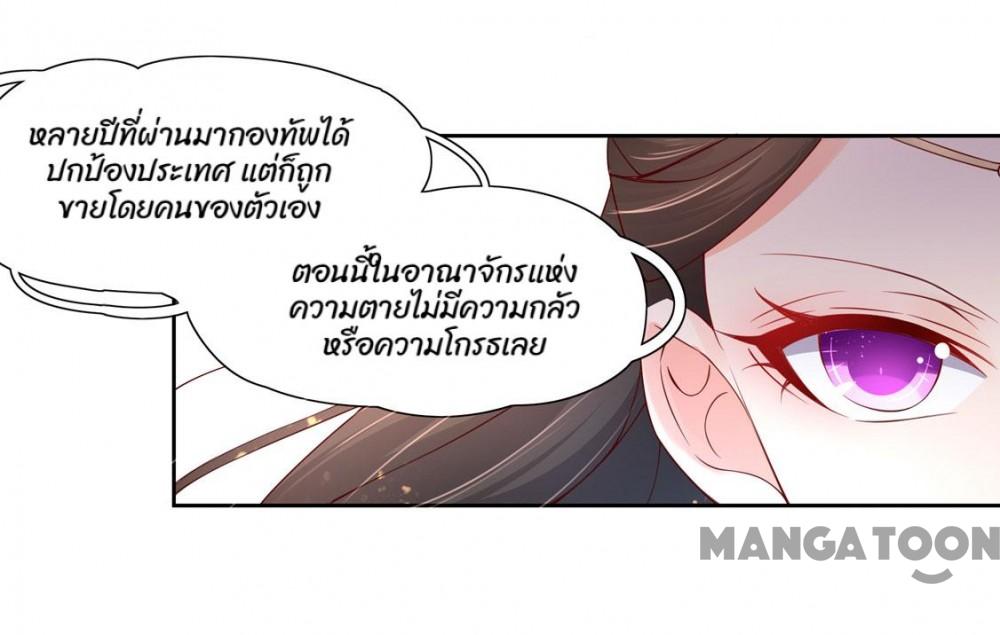 หลายปีที่ผ่านมากองทัพได้
ปกป้องประเทศ แต่ก็ถูก
ขายโดยคนของตัวเอง
ตอนนี้ในอาณาจักรแห่ง
ความตายไม่มีความกลัว
หรือความโกรธเลย
MANGATOON